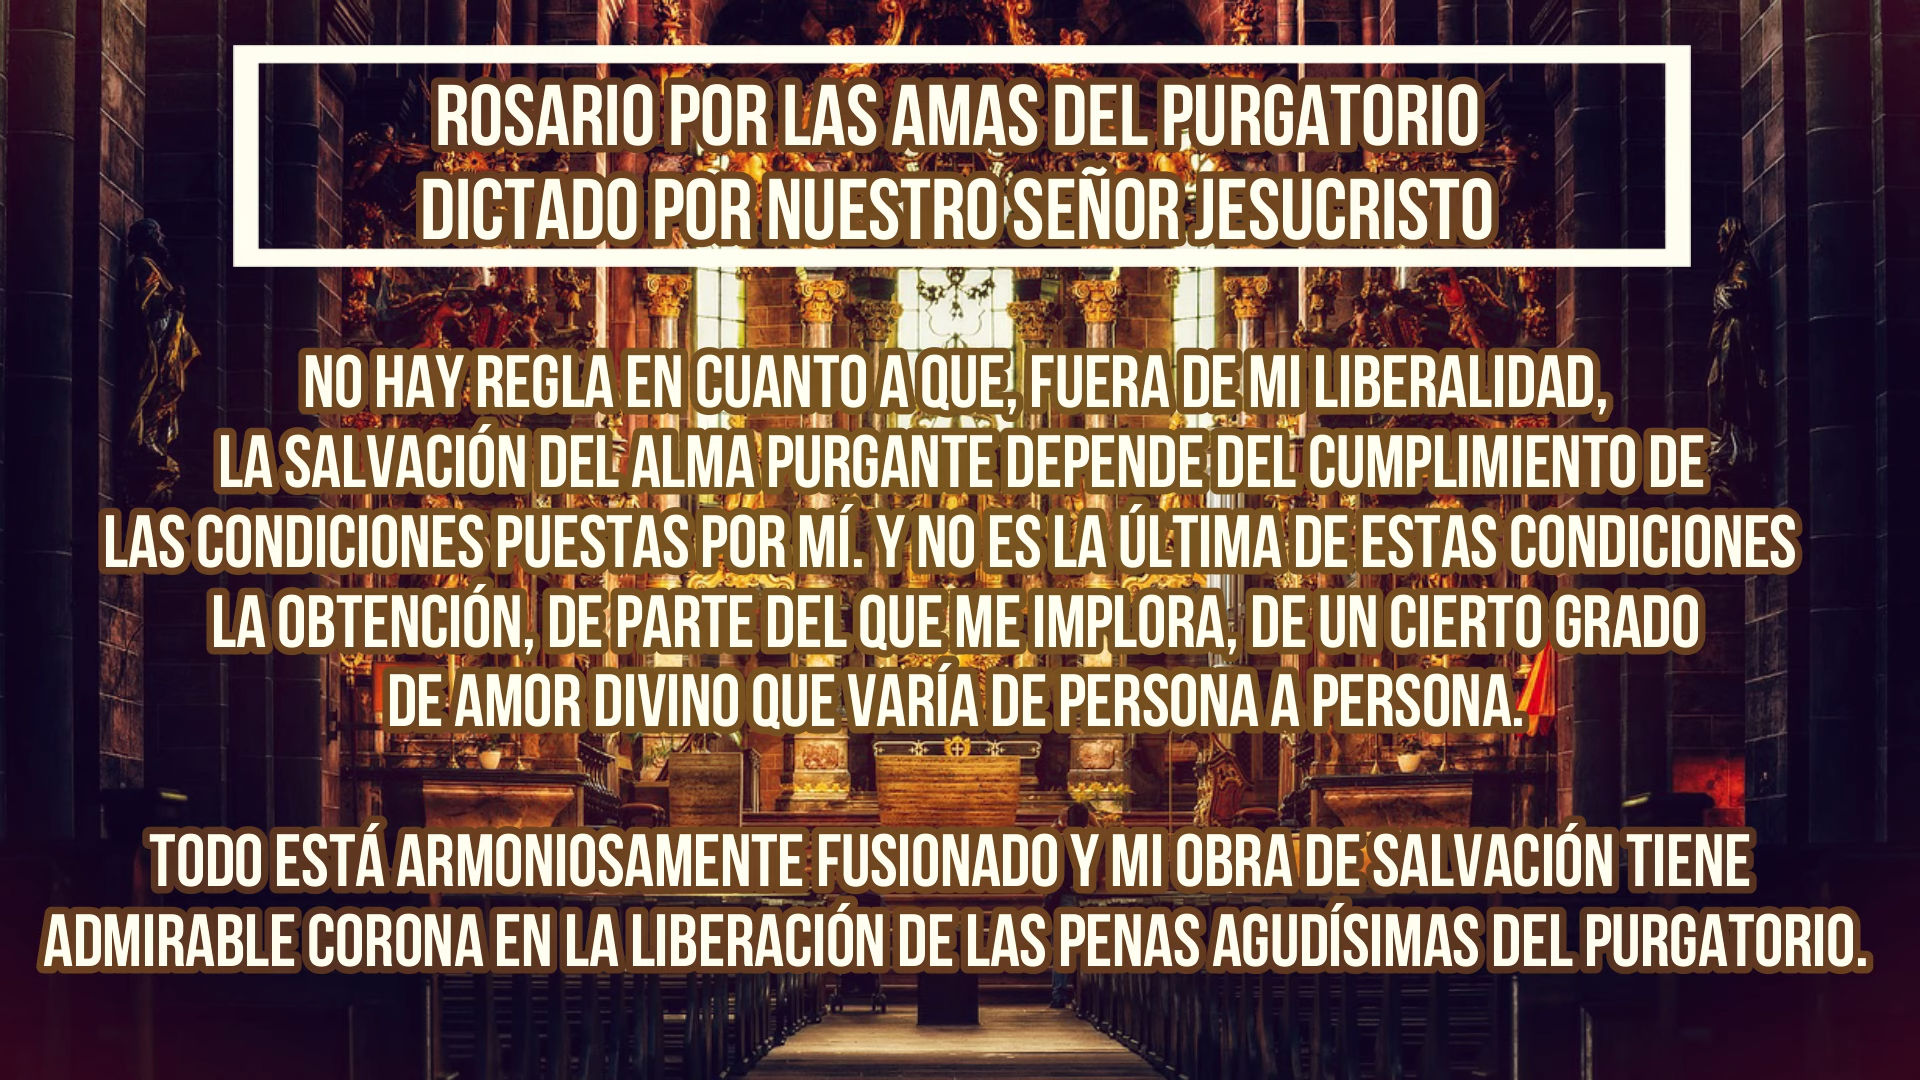 ROSARIO POR LAS AMAS DEL PURGATORIO
DICTADO POR NUESTRO SEÑOR JESUCRISTO
NO HAY REGLA EN CUANTO A QUE, FUERA DE MI LIBERALIDAD,
LA SALVACIÓN DEL ALMA PURGANTE DEPENDE DEL CUMPLIMIENTO DE
LAS CONDICIONES PUESTAS POR MÍ. Y NO ES LA ÚLTIMA DE ESTAS CONDICIONES
LA OBTENCIÓN, DE PARTE DEL QUE ME IMPLORA, DE UN CIERTO GRADO
DE AMOR DIVINO QUE VARÍA DE PERSONA A PERSONA.
TODO ESTÁ ARMONIOSAMENTE FUSIONADO Y MI OBRA DE SALVACIÓN TIENE
ADMIRABLE CORONA EN LA LIBERACIÓN DE LAS PENAS AGUDÍSIMAS DEL PURGATORIO.